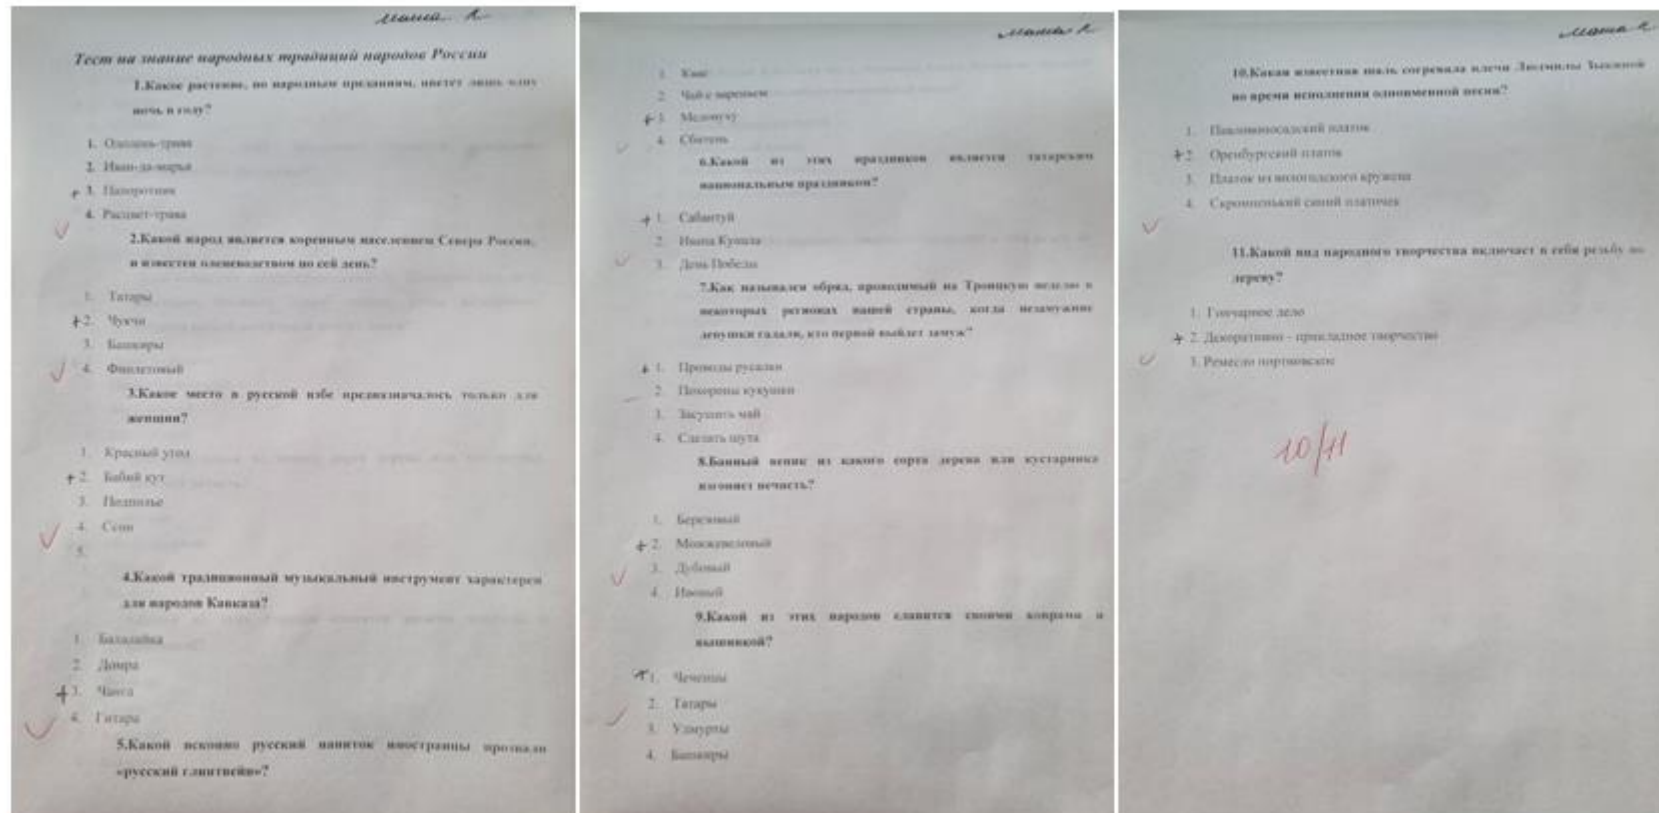 Маша К.
Тест на знание народных традиций народов России
1.Какое растение, по народным преданиям, цветет лишь одну
ночь в году?
1. Одолень-трава
2. Иван-да-марья
+ 3. Папоротник
4. Расцвет-трава
2.Какой народ является коренным населением Севера России,
и известен оленеводством по сей день?
1. Татары
+2. Чукчи
3. Башкиры
4. Фиолетовый
3.Какое место в русской избе предназначалось только для
женщин?
1. Красный угол
+ 2. Бабий кут
3. Подполье
4. Сени
5.
4.Какой традиционный музыкальный инструмент характерен
для народов Кавказа?
1. Балалайка
2. Домра
+3. Чанга
4. Гитара
5.Какой исконно русский напиток иностранцы прозвали
«русский глинтвейн»?
Маша К.
1. Квас
2. Чай с вареньем
+3. Медовуху
4. Сбитень
6.Какой из этих праздников является татарским
национальным праздником?
+ 1. Сабантуй
2. Ивана Купала
3. День Победы
7.Как назывался обряд, проводимый на Троицкую неделю в
некоторых регионах нашей страны, когда незамужние
девушки гадали, кто первой выйдет замуж"
+ 1. Проводы русалки
2. Похороны кукушки
3. Засушить чай
4. Сделать шута
8.Банный веник из какого сорта дерева или кустарника
изгоняет нечисть?
1. Березовый
+ 2. Можжевеловый
3. Дубовый
4. Ивовый
9.Какой из этих народов славится своими коврами и
вышивкой?
+1. Чеченцы
2. Татары
3. Удмурты
4. Башкиры
Маша К.
10.Какая известная шаль согревала плечи Людмилы Зыкиной
во время исполнения одноименной песни?
1. Павловопосадский платок
+2. Оренбургский платок
3. Платок из вологодского кружева
4. Скромненький синий платочек
11.Какой вид народного творчества включает в себя резьбу по
дереву?
1. Гончарное дело
+ 2. Декоративно - прикладное творчество
3. Ремесло портновское
10/11